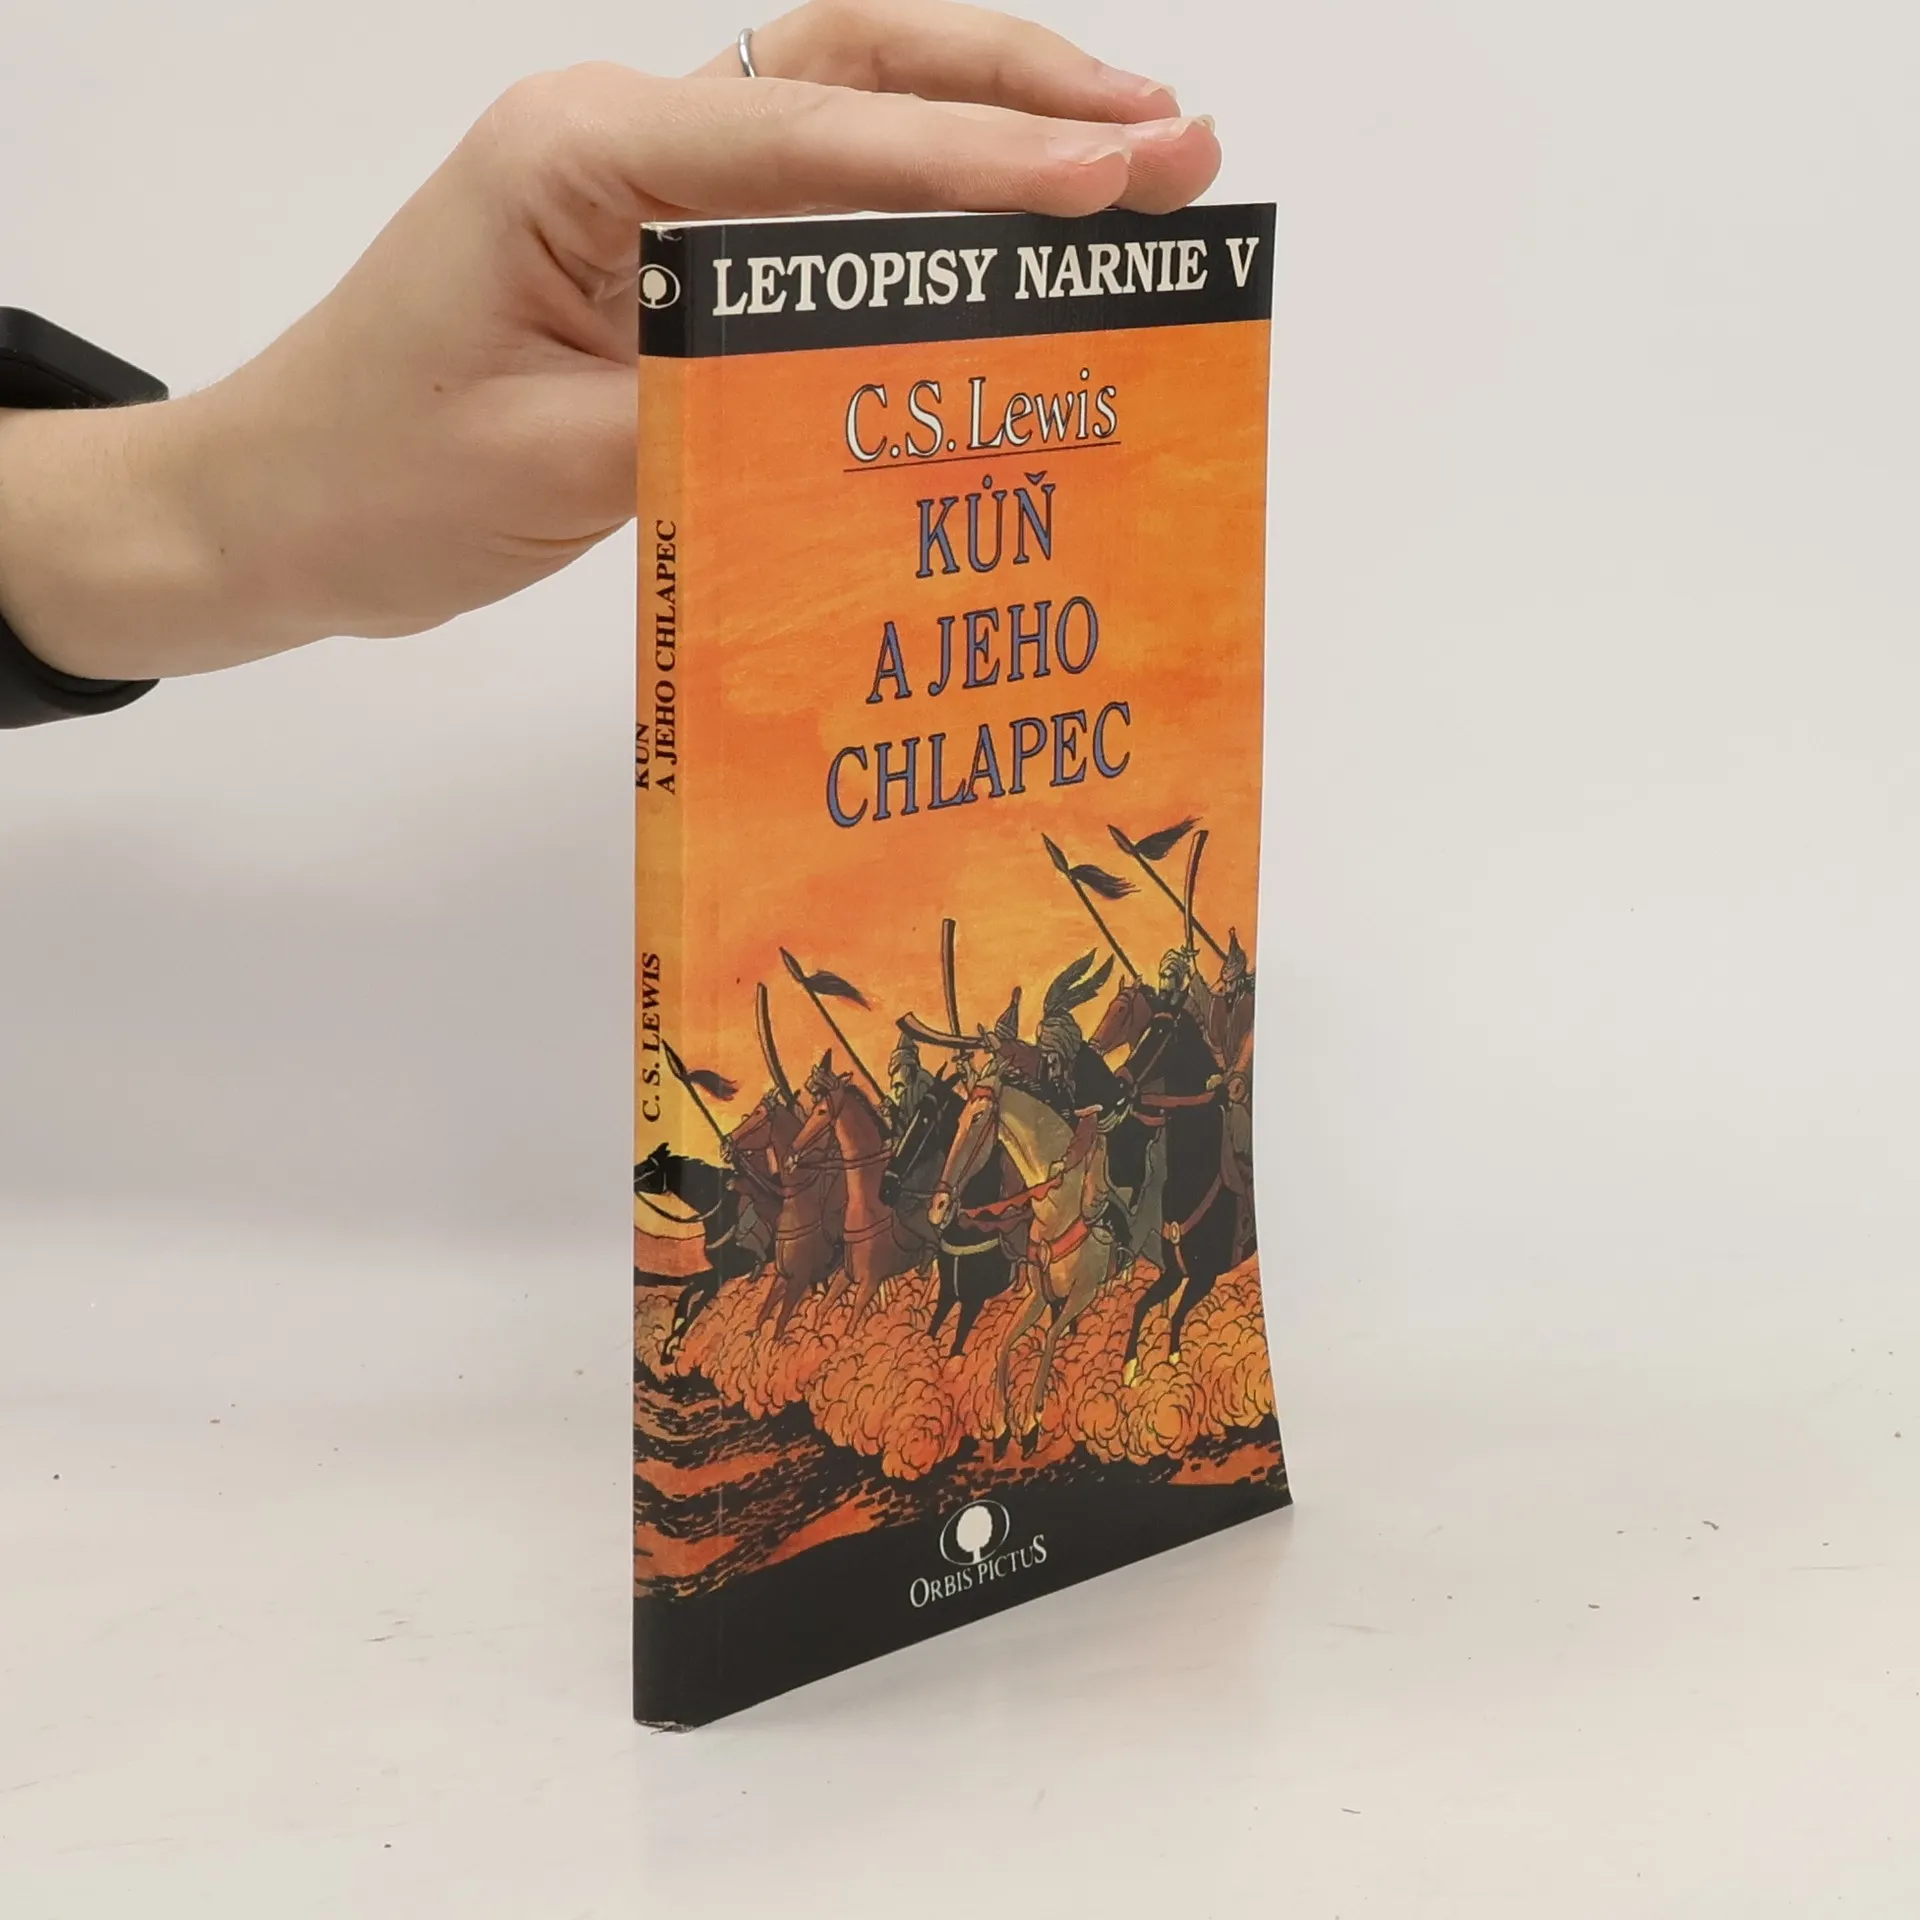 LETOPISY NARNIE V
C.S. Lewis
KŮŇ
A JEHO
CHLAPEC
ORBIS PICTUS
KŮŇ
A JEHO CHLAPEC
C. S. LEWIS